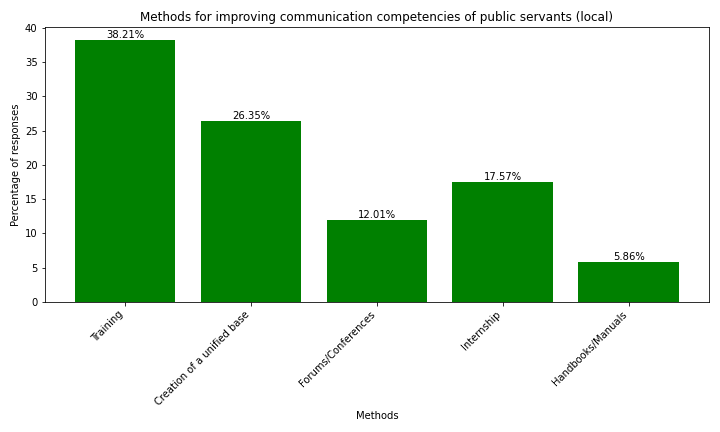 Methods for improving communication competencies of public servants (local)
Percentage of responses
40
35
30
25
20
15
10
5
0
38.21%
26.35%
12.01%
17.57%
5.86%
Training
Creation of a unified base
Forums/Conferences
Internship
Handbooks/Manuals
Methods